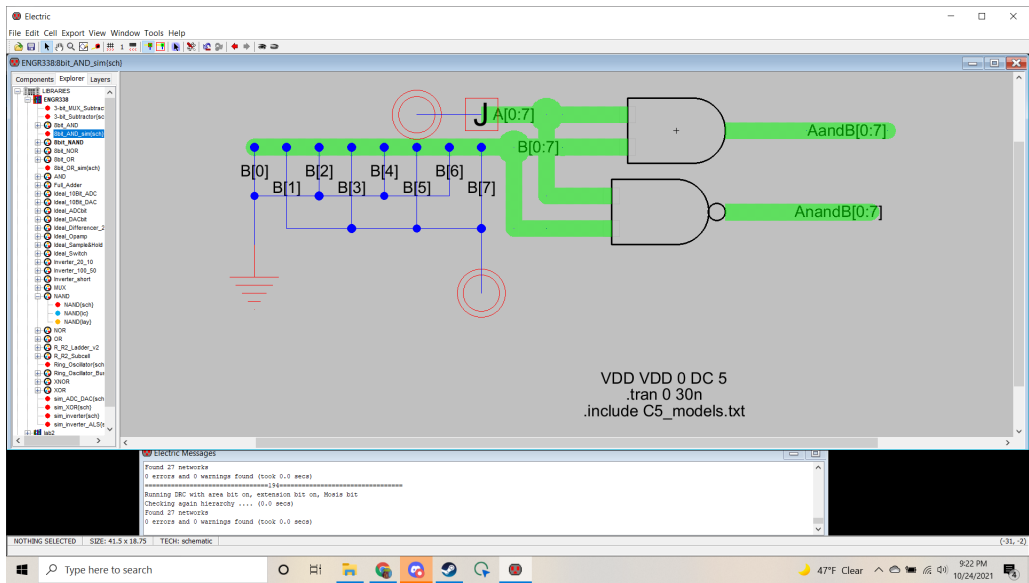 Electric
File Edit Cell Export View Window Tools Help
ENGR338:8bit_AND_sim{sch}
Components Explorer Layers
LIBRARIES
ENGR338
3-bit_MUX_Subtrac
3-bit_Subtractor{sc
8bit_AND
8bit_AND_sim{sch}
8bit_NAND
8bit_NOR
8bit_OR
8bit_OR_sim{sch}
AND
Full_Adder
Ideal_10Bit_ADC
Ideal_10Bit_DAC
Ideal_ADCbit
Ideal_DACbit
Ideal_Differencer_2
Ideal_Opamp
Ideal_Sample&Hold
Ideal_Switch
Inverter_20_10
Inverter_100_50
Inverter_short
MUX
NAND
NAND{sch}
NAND{ic}
NAND{lay}
NOR
OR
R_R2_Ladder_v2
R_R2_Subcell
Ring_Oscillator{sch
Ring_Oscillator_Bu
XNOR
XOR
sim_ADC_DAC{sch}
sim_XOR{sch}
sim_inverter{sch}
sim_inverter_ALS{s
lab2
J A[0:7]
B[0:7]
AandB[0:7]
AnandB[0:7]
B[0] B[2] B[4] B[6]
B[1] B[3] B[5] B[7]
VDD VDD 0 DC 5
.tran 0 30n
.include C5_models.txt
Electric Messages
Found 27 networks
0 errors and 0 warnings found (took 0.0 secs)
================================194================================
Running DRC with area bit on, extension bit on, Mosis bit
Checking again hierarchy .... (0.0 secs)
Found 27 networks
0 errors and 0 warnings found (took 0.0 secs)
NOTHING SELECTED SIZE: 41.5 x 18.75 TECH: schematic (-31, -2)
Type here to search
47°F Clear
9:22 PM
10/24/2021
4